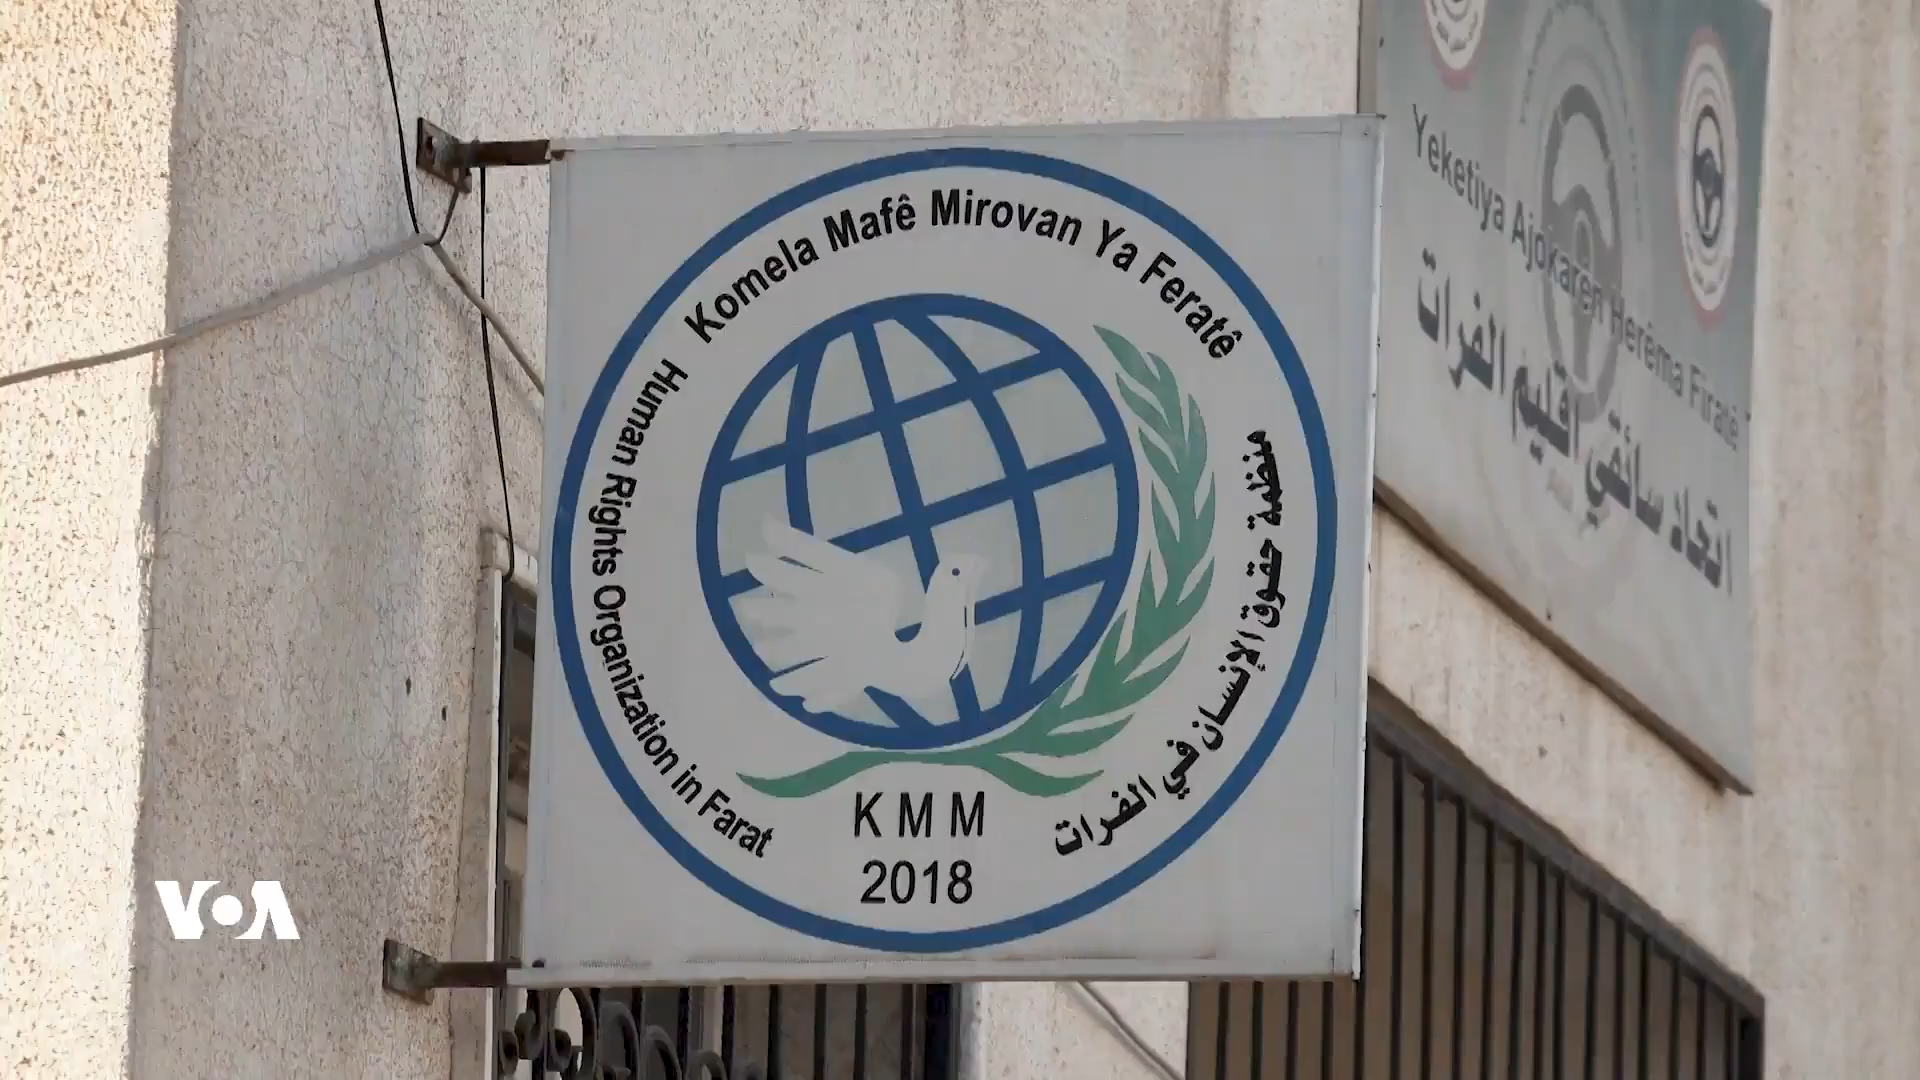 Komela Mafê Mirovan Ya Feratê
Human Rights Organization in Farat
منظمة حقوق الإنسان في الفرات
K M M
2018
Yeketiya Ajokarên Herêma Firatê
اتحاد سائقي اقليم الفرات
VOA